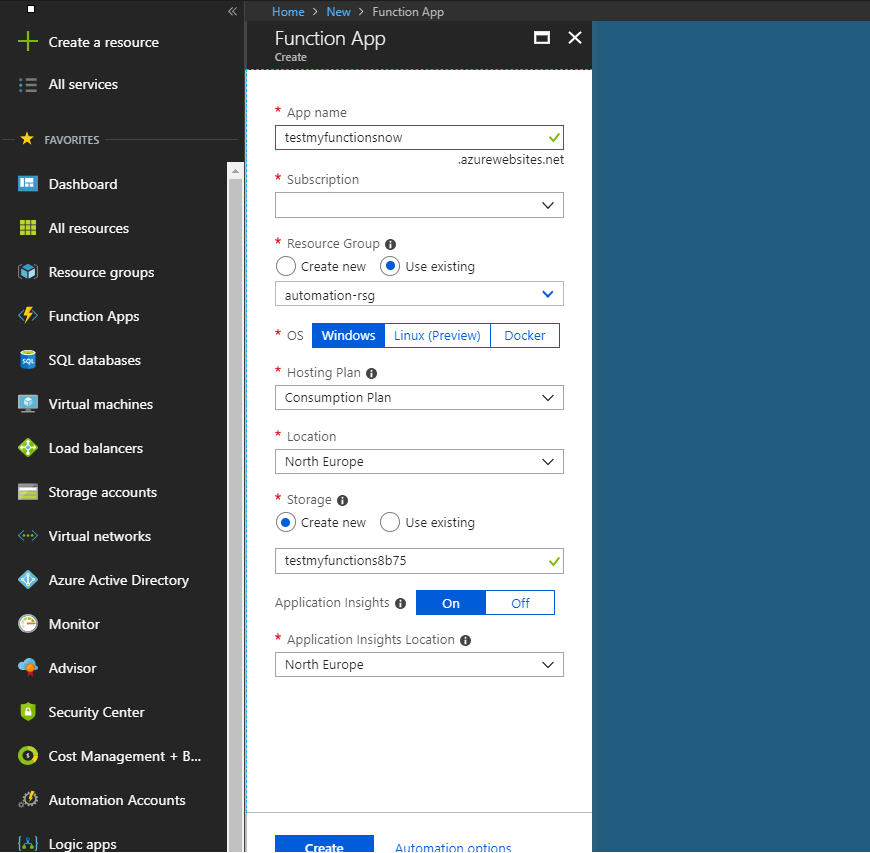 Home > New > Function App
Create a resource
All services
FAVORITES
Dashboard
All resources
Resource groups
Function Apps
SQL databases
Virtual machines
Load balancers
Storage accounts
Virtual networks
Azure Active Directory
Monitor
Advisor
Security Center
Cost Management + B...
Automation Accounts
Logic apps
Function App
Create
* App name
testmyfunctionsnow
.azurewebsites.net
* Subscription
* Resource Group
Create new Use existing
automation-rsg
* OS Windows Linux (Preview) Docker
* Hosting Plan
Consumption Plan
* Location
North Europe
* Storage
Create new Use existing
testmyfunctions8b75
Application Insights On Off
* Application Insights Location
North Europe
Create Automation options